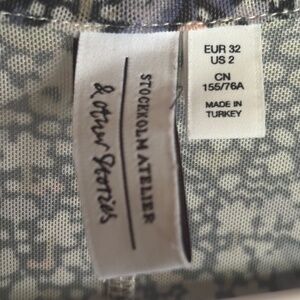 STOCKHOLM ATELIER
& other Stories
EUR 32
US 2
CN
155/76A
MADE IN
TURKEY